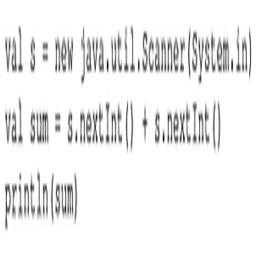 val s = new java.util.Scanner(System.in)
val sum = s.nextInt() + s.nextInt()
println(sum)